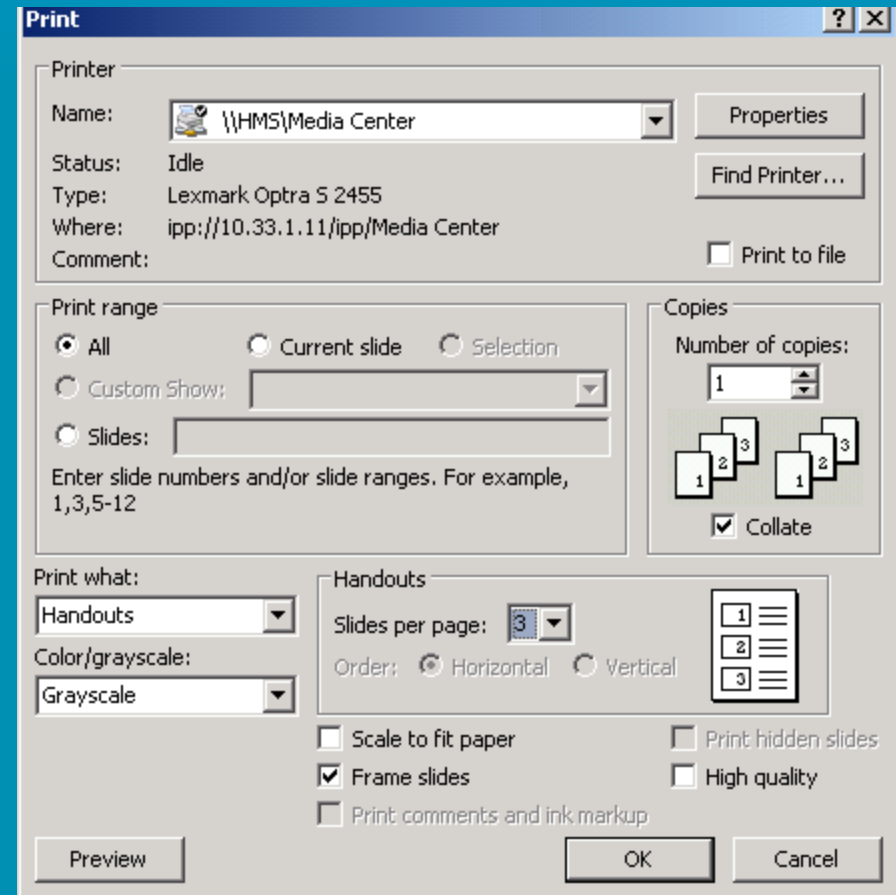 Print
Printer
Name: \\HMS\Media Center Properties
Status: Idle
Find Printer...
Type: Lexmark Optra S 2455
Where: ipp://10.33.1.11/ipp/Media Center
Comment: Print to file
Print range
All Current slide Selection
Custom Show:
Slides:
Enter slide numbers and/or slide ranges. For example,
1,3,5-12
Copies
Number of copies:
1
1 2 3 1 2 3
Collate
Print what:
Handouts
Color/grayscale:
Grayscale
Handouts
Slides per page: 3
Order: Horizontal Vertical
1
2
3
Scale to fit paper Print hidden slides
Frame slides High quality
Print comments and ink markup
Preview OK Cancel